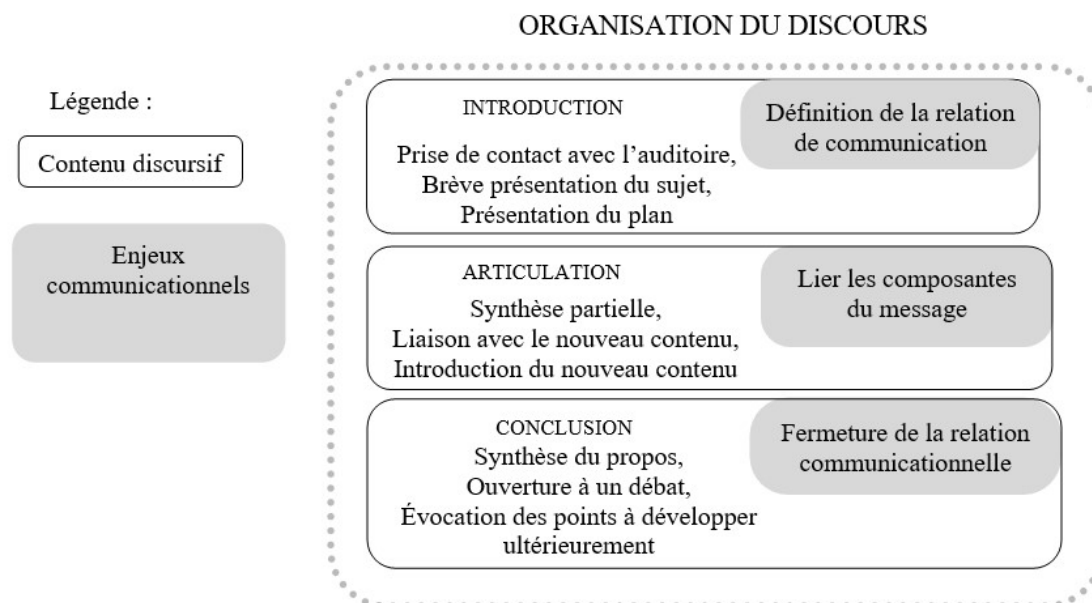 ORGANISATION DU DISCOURS
Légende :
Contenu discursif
Enjeux
communicationnels
INTRODUCTION
Prise de contact avec l’auditoire,
Brève présentation du sujet,
Présentation du plan
Définition de la relation
de communication
ARTICULATION
Synthèse partielle,
Liaison avec le nouveau contenu,
Introduction du nouveau contenu
Lier les composantes
du message
CONCLUSION
Synthèse du propos,
Ouverture à un débat,
Évocation des points à développer
ultérieurement
Fermeture de la relation
communicationnelle